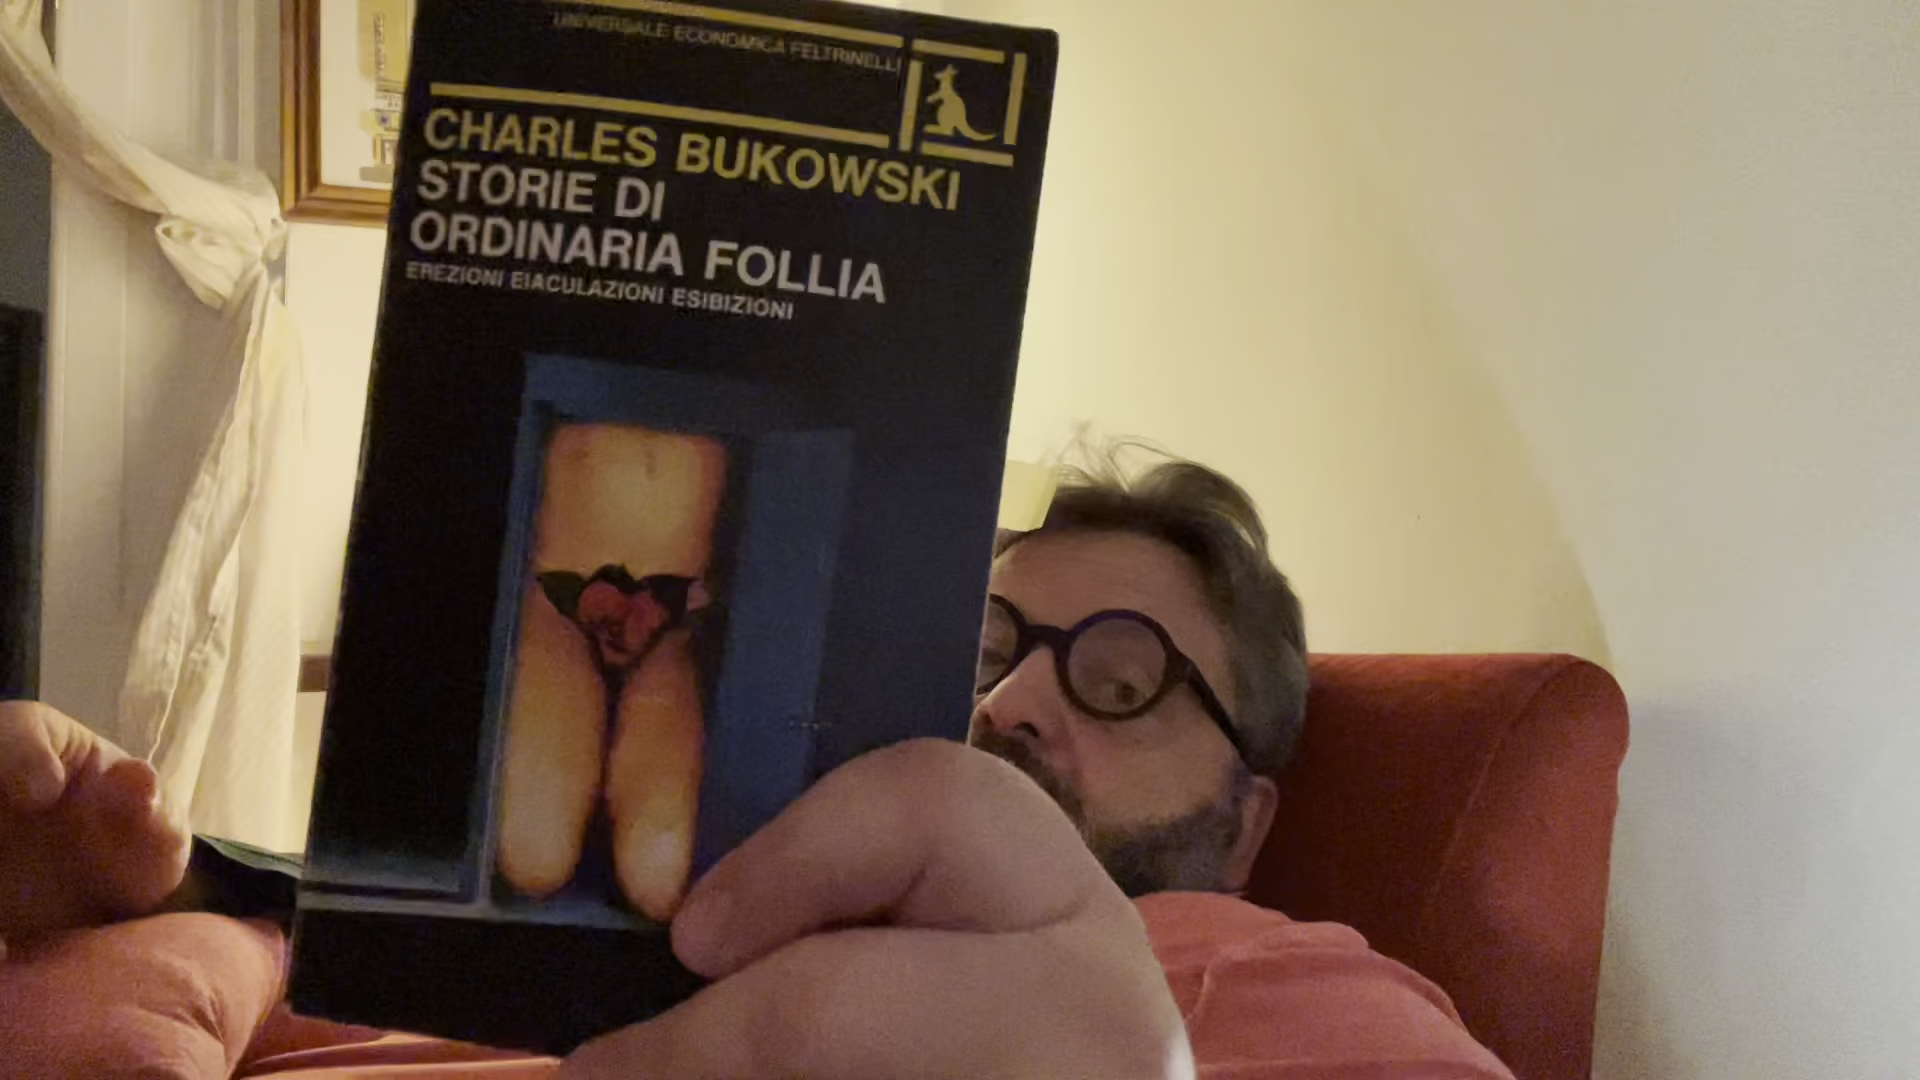 UNIVERSALE ECONOMICA FELTRINELLI
CHARLES BUKOWSKI
STORIE DI
ORDINARIA FOLLIA
EREZIONI EIACULAZIONI ESIBIZIONI